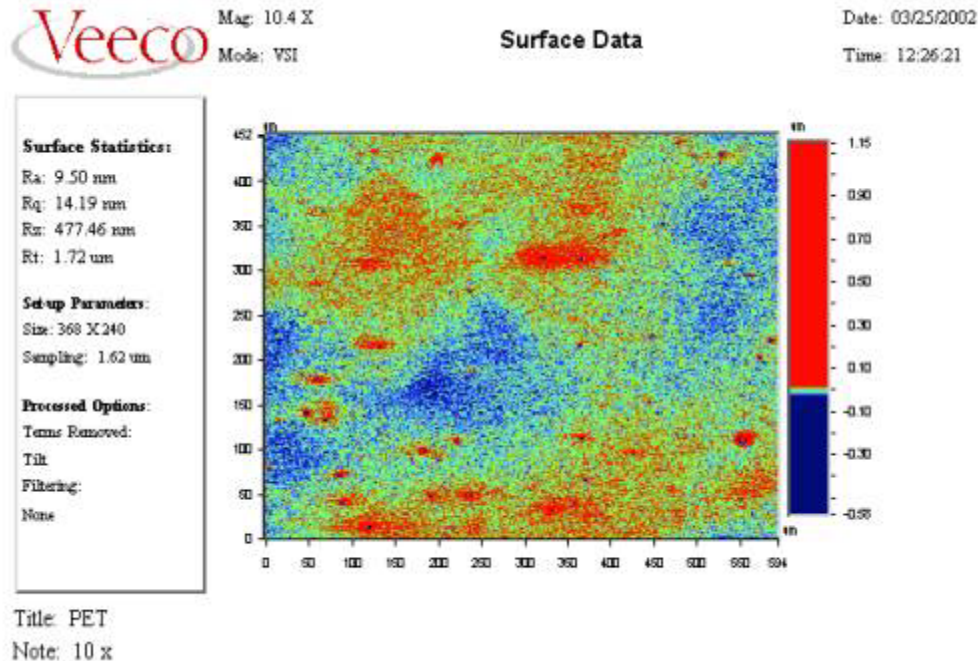 Veeco
Mag: 10.4 X
Mode: VSI
Surface Data
Date: 03/25/2002
Time: 12:26:21
Surface Statistics:
Ra: 9.50 nm
Rq: 14.19 nm
Rz: 477.46 nm
Rt: 1.72 um
Set-up Parameters:
Size: 368 X 240
Sampling: 1.62 um
Processed Options:
Terms Removed:
Tilt
Filtering:
None
um
452
400
350
300
250
200
150
100
50
0
0 50 100 150 200 250 300 350 400 450 500 550 594
um
um
1.15
0.90
0.70
0.50
0.30
0.10
-0.10
-0.30
-0.58
Title: PET
Note: 10 x